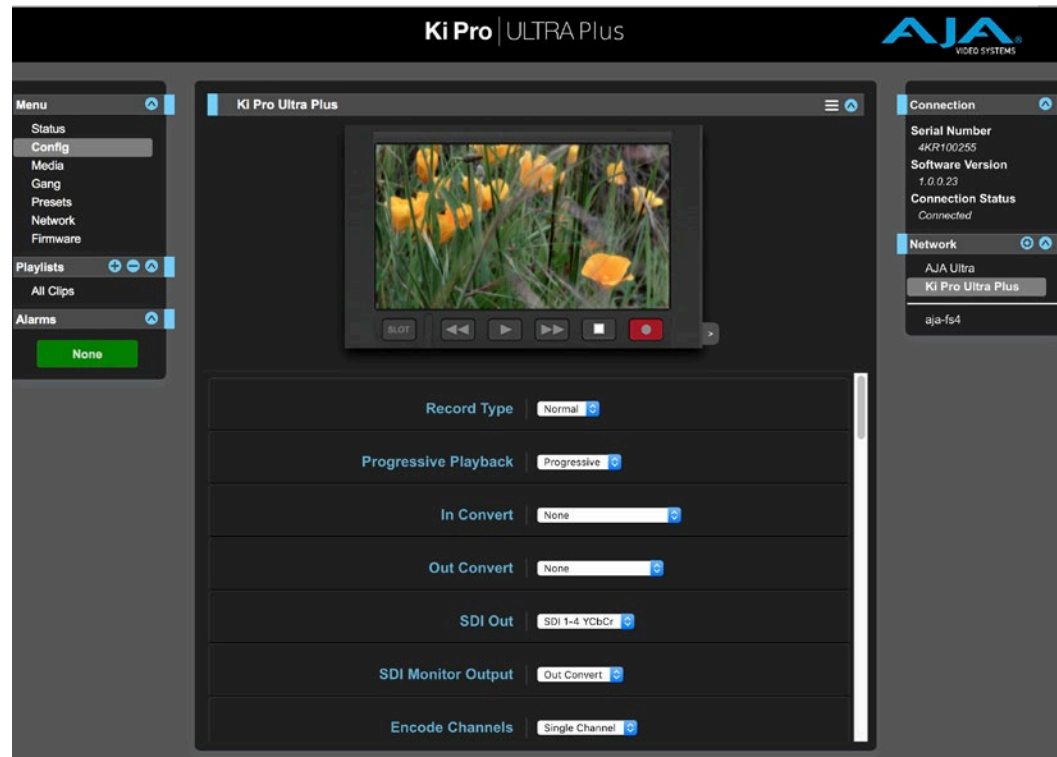 Ki Pro | ULTRA Plus
AJA®
VIDEO SYSTEMS
Menu
Status
Config
Media
Gang
Presets
Network
Firmware
Playlists
All Clips
Alarms
None
Ki Pro Ultra Plus
SLOT
>
Record Type
Normal
Progressive Playback
Progressive
In Convert
None
Out Convert
None
SDI Out
SDI 1-4 YCbCr
SDI Monitor Output
Out Convert
Encode Channels
Single Channel
Connection
Serial Number
4KR100255
Software Version
1.0.0.23
Connection Status
Connected
Network
AJA Ultra
Ki Pro Ultra Plus
aja-fs4